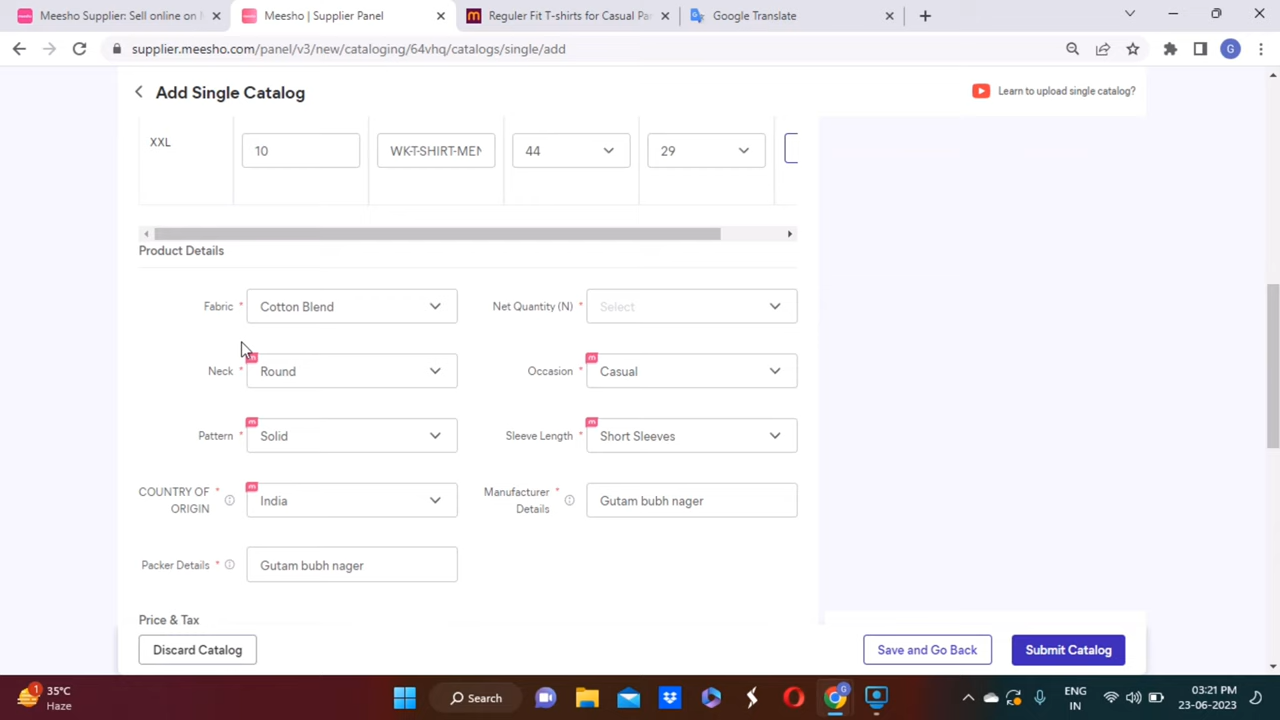 Meesho Supplier: Sell online on
Meesho | Supplier Panel
Reguler Fit T-shirts for Casual Par
Google Translate
supplier.meesho.com/panel/v3/new/cataloging/64vhq/catalogs/single/add
G
Add Single Catalog
Learn to upload single catalog?
XXL
10
WK-T-SHIRT-MEN
44
29
Product Details
Fabric *
Cotton Blend
Net Quantity (N) *
Select
Neck *
Round
Occasion *
Casual
Pattern *
Solid
Sleeve Length *
Short Sleeves
COUNTRY OF *
ORIGIN
India
Manufacturer *
Details
Gutam bubh nager
Packer Details *
Gutam bubh nager
Price & Tax
Discard Catalog
Save and Go Back
Submit Catalog
1
35°C
Haze
Search
G
ENG
IN
03:21 PM
23-06-2023